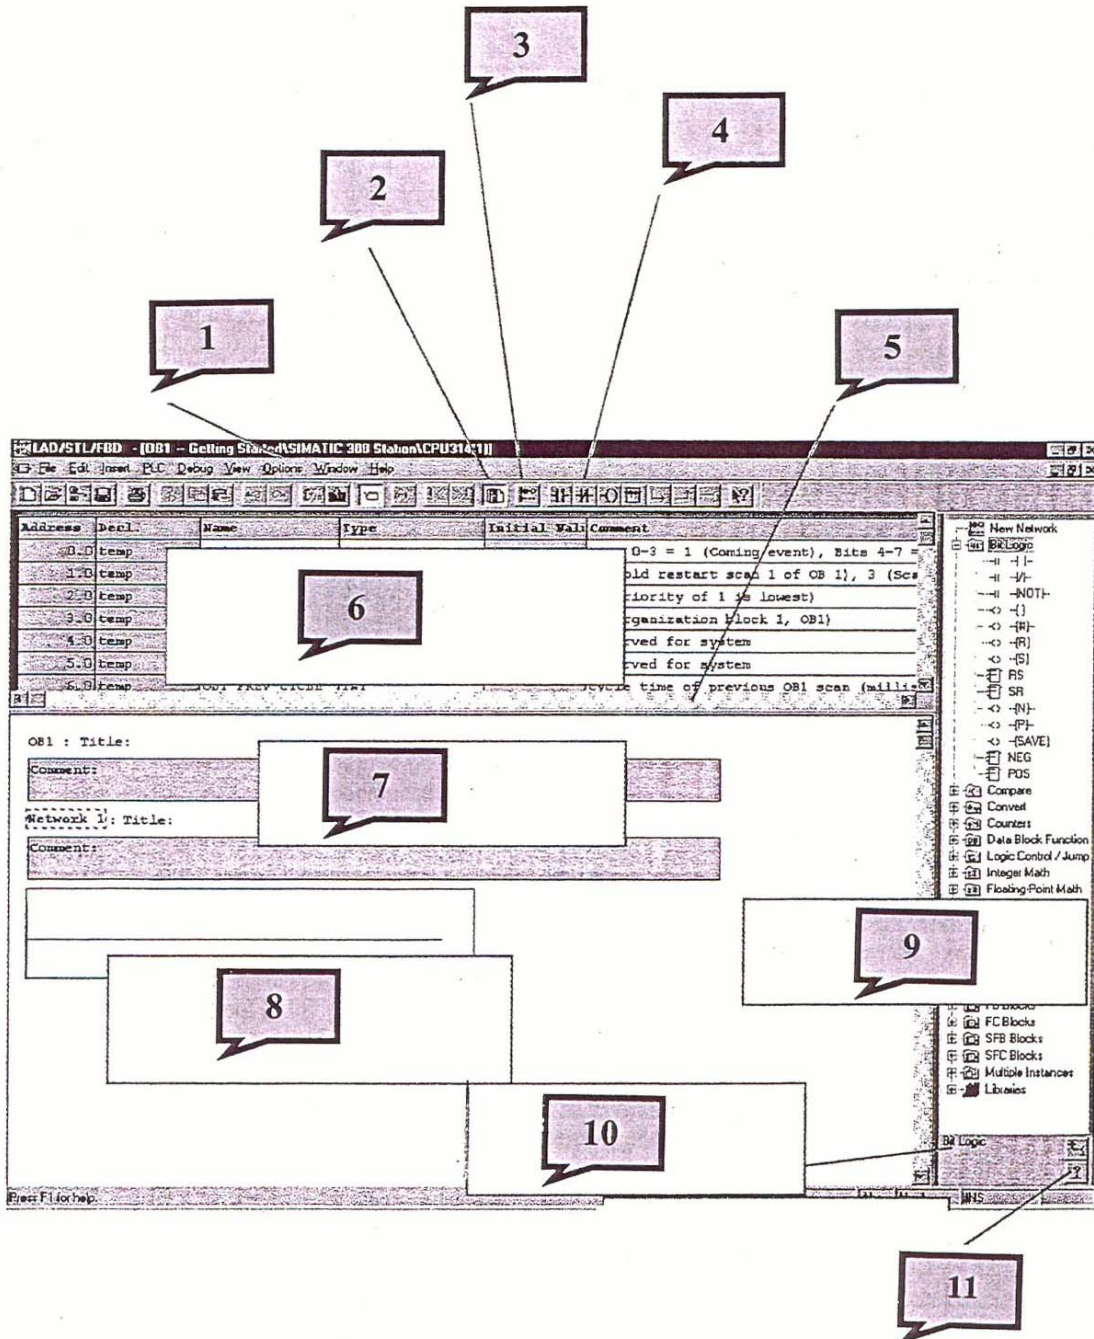 3
4
2
1
5
LAD/STL/FBD - [OB1 -- Getting Started\SIMATIC 300 Station\CPU314(1)]
File Edit Insert PLC Debug View Options Window Help
Address Decl. Name Type Initial Valu Comment
0.0 temp 0-3 = 1 (Coming event), Bits 4-7 =
1.0 temp old restart scan 1 of OB 1), 3 (Sca
2.0 temp riority of 1 is lowest)
3.0 temp rganization block 1, OB1)
4.0 temp rved for system
5.0 temp rved for system
6.0 temp Cycle time of previous OB1 scan (millis
6
OB1 : Title:
Comment:
7
Network 1 : Title:
Comment:
8
New Network
Bit Logic
-| |-
-|/|-
-|NOT|-
-( )
-(#)-
-(R)
-(S)
RS
SR
-(N)-
-(P)-
-(SAVE)
NEG
POS
Compare
Convert
Counters
Data Block Function
Logic Control / Jump
Integer Math
Floating-Point Math
9
FC Blocks
SFB Blocks
SFC Blocks
Multiple Instances
Libraries
10
Bit Logic
?
Press F1 for help.
INS
11